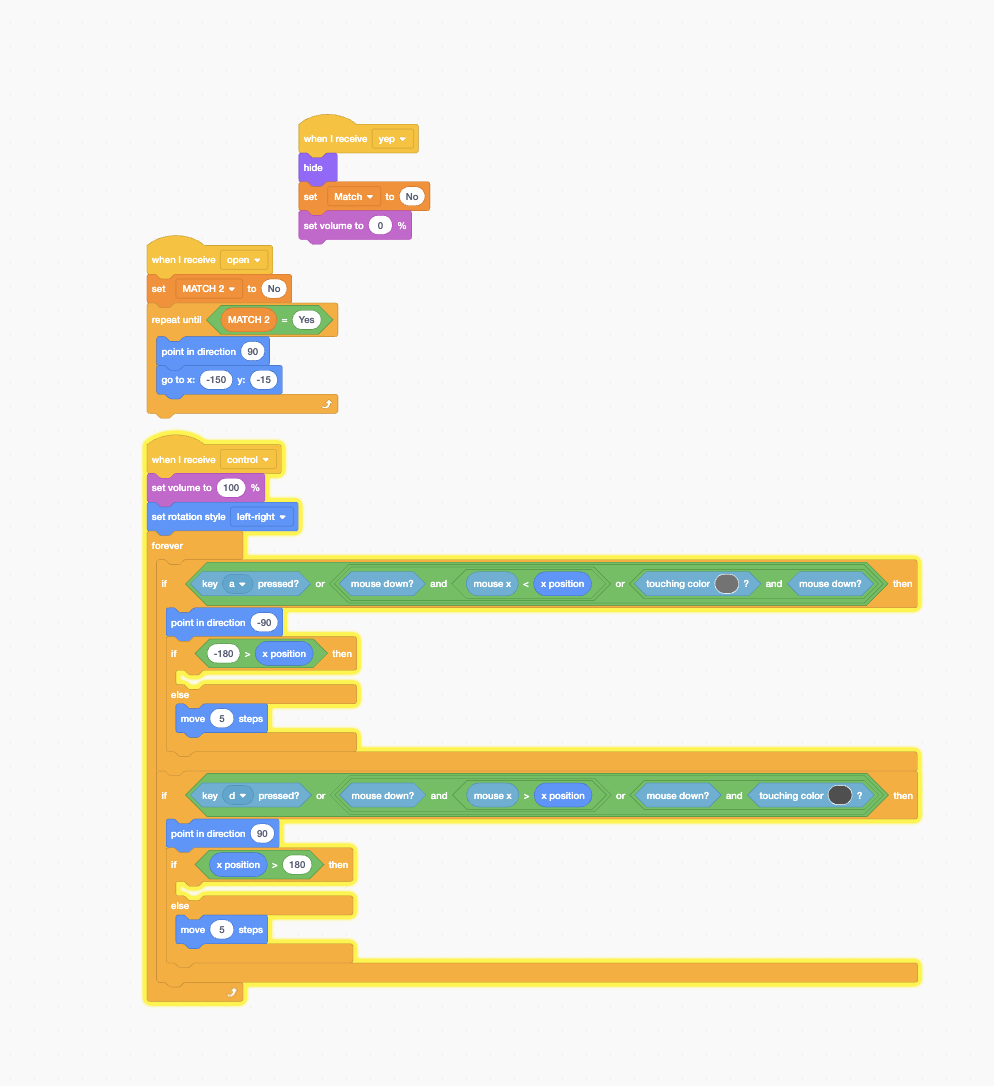 when I receive yep
hide
set Match to No
set volume to 0 %
when I receive open
set MATCH 2 to No
repeat until MATCH 2 = Yes
point in direction 90
go to x: -150 y: -15
when I receive control
set volume to 100 %
set rotation style left-right
forever
if key a pressed? or mouse down? and mouse x < x position or touching color ? and mouse down? then
point in direction -90
if -180 > x position then
else
move 5 steps
if key d pressed? or mouse down? and mouse x > x position or mouse down? and touching color ? then
point in direction 90
if x position > 180 then
else
move 5 steps